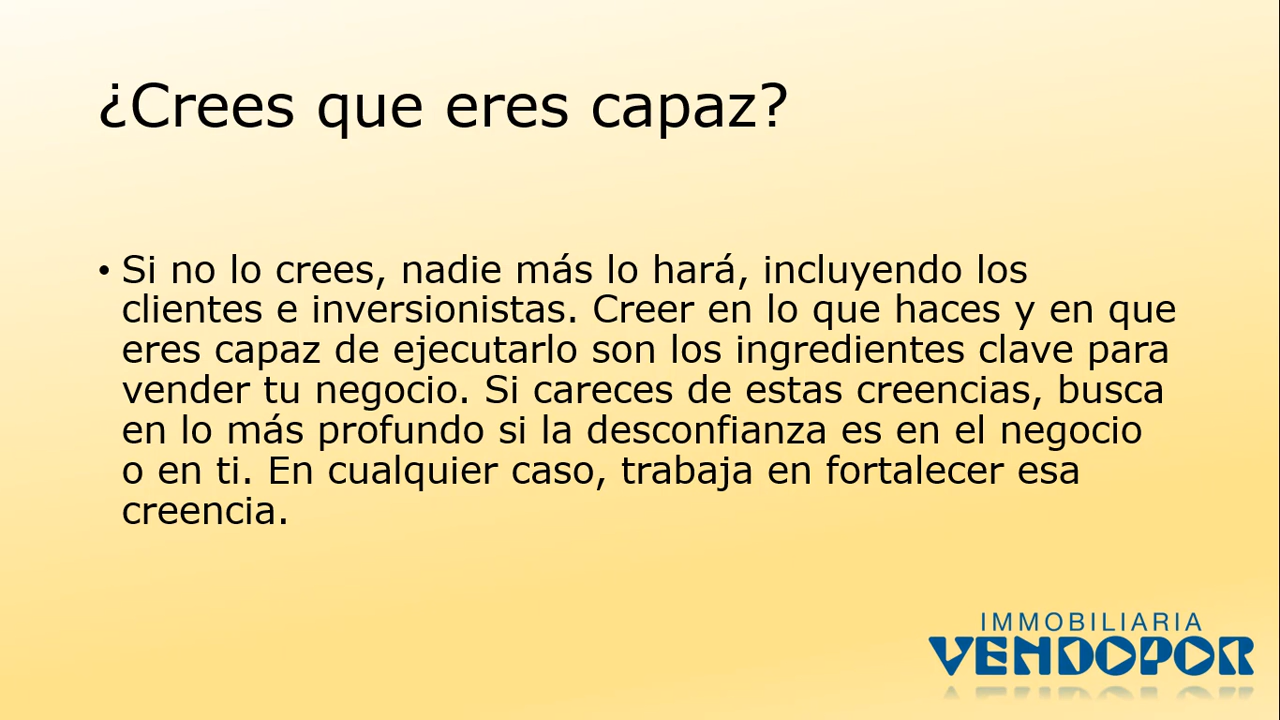 ¿Crees que eres capaz?
• Si no lo crees, nadie más lo hará, incluyendo los
clientes e inversionistas. Creer en lo que haces y en que
eres capaz de ejecutarlo son los ingredientes clave para
vender tu negocio. Si careces de estas creencias, busca
en lo más profundo si la desconfianza es en el negocio
o en ti. En cualquier caso, trabaja en fortalecer esa
creencia.
IMMOBILIARIA
VENDOPOR